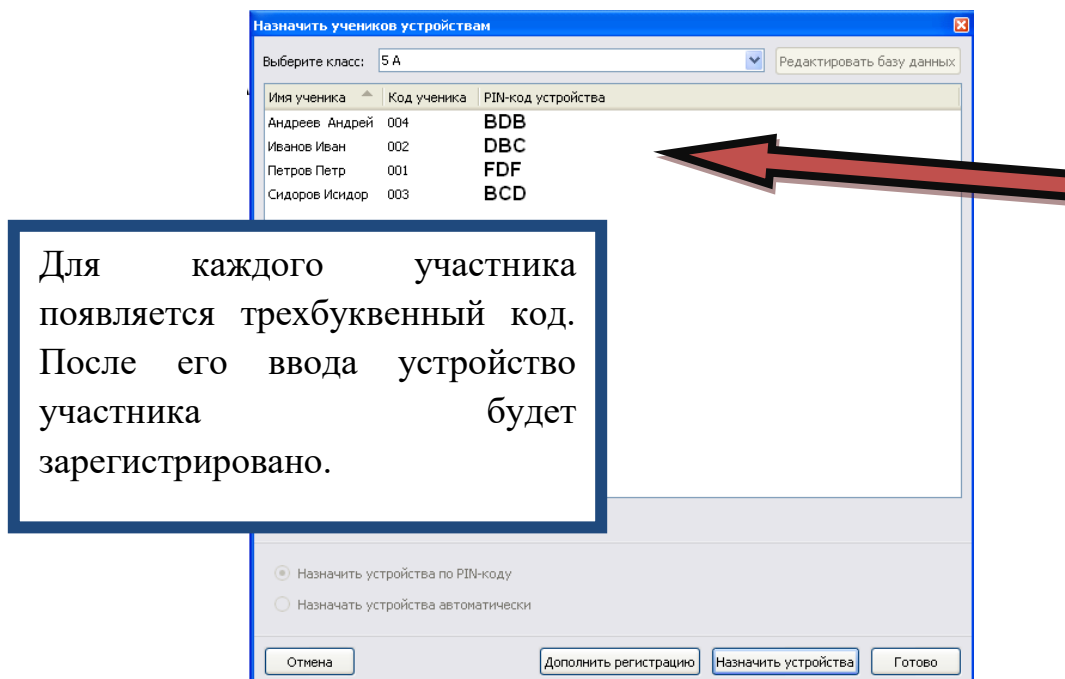 Назначить учеников устройствам
Выберите класс: 5 А Редактировать базу данных
Имя ученика Код ученика PIN-код устройства
Андреев Андрей 004 BDB
Иванов Иван 002 DBC
Петров Петр 001 FDF
Сидоров Исидор 003 BCD
Для каждого участника
появляется трехбуквенный код.
После его ввода устройство
участника будет
зарегистрировано.
Назначить устройства по PIN-коду
Назначать устройства автоматически
Отмена Дополнить регистрацию Назначить устройства Готово